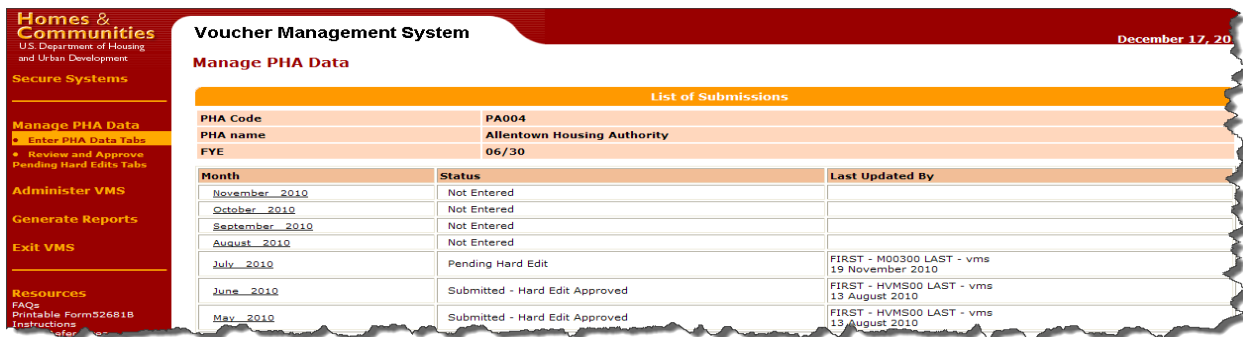 Homes &
Communities
U.S. Department of Housing
and Urban Development
Secure Systems
Manage PHA Data
• Enter PHA Data Tabs
• Review and Approve
Pending Hard Edits Tabs
Administer VMS
Generate Reports
Exit VMS
Resources
FAQs
Printable Form52681B
Instructions
Voucher Management System
December 17, 20
Manage PHA Data
List of Submissions
PHA Code PA004
PHA name Allentown Housing Authority
FYE 06/30
Month Status Last Updated By
November 2010 Not Entered
October 2010 Not Entered
September 2010 Not Entered
August 2010 Not Entered
July 2010 Pending Hard Edit FIRST - M00300 LAST - vms
19 November 2010
June 2010 Submitted - Hard Edit Approved FIRST - HVMS00 LAST - vms
13 August 2010
May 2010 Submitted - Hard Edit Approved FIRST - HVMS00 LAST - vms
13 August 2010